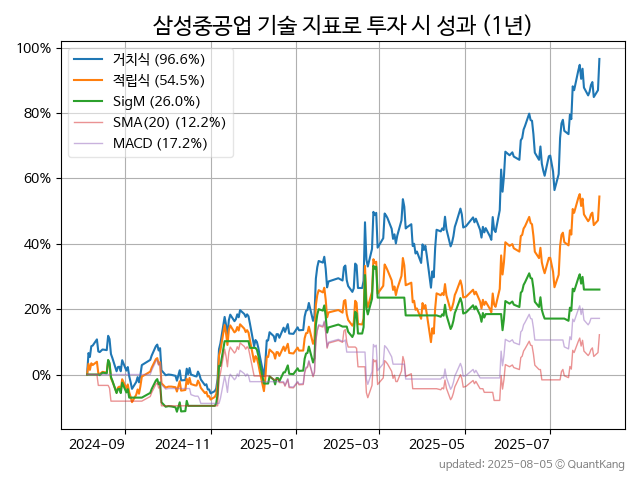 삼성중공업 기술 지표로 투자 시 성과 (1년)
거치식 (96.6%)
적립식 (54.5%)
SigM (26.0%)
SMA(20) (12.2%)
MACD (17.2%)
100%
80%
60%
40%
20%
0%
2024-09 2024-11 2025-01 2025-03 2025-05 2025-07
updated: 2025-08-05 © QuantKang